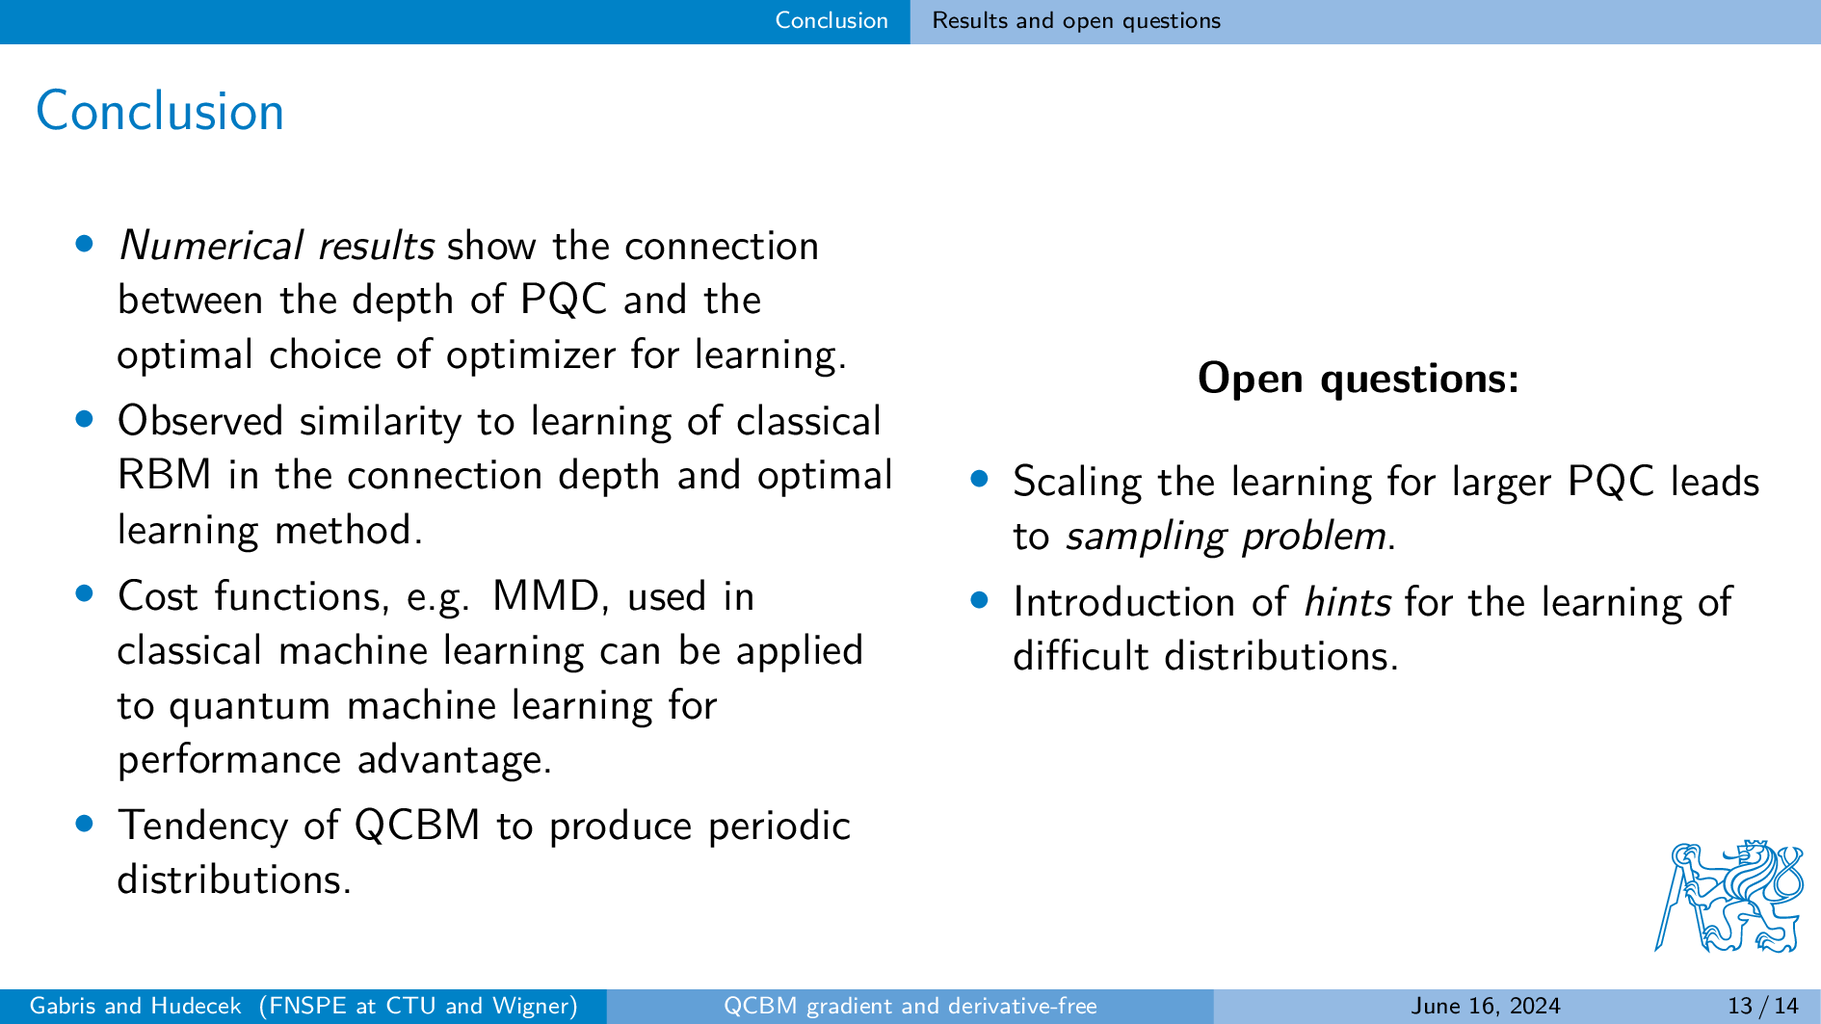 Conclusion
Results and open questions
Conclusion
• Numerical results show the connection
between the depth of PQC and the
optimal choice of optimizer for learning.
• Observed similarity to learning of classical
RBM in the connection depth and optimal
learning method.
• Cost functions, e.g. MMD, used in
classical machine learning can be applied
to quantum machine learning for
performance advantage.
• Tendency of QCBM to produce periodic
distributions.
Open questions:
• Scaling the learning for larger PQC leads
to sampling problem.
• Introduction of hints for the learning of
difficult distributions.
Gabris and Hudecek (FNSPE at CTU and Wigner)
QCBM gradient and derivative-free
June 16, 2024
13 / 14